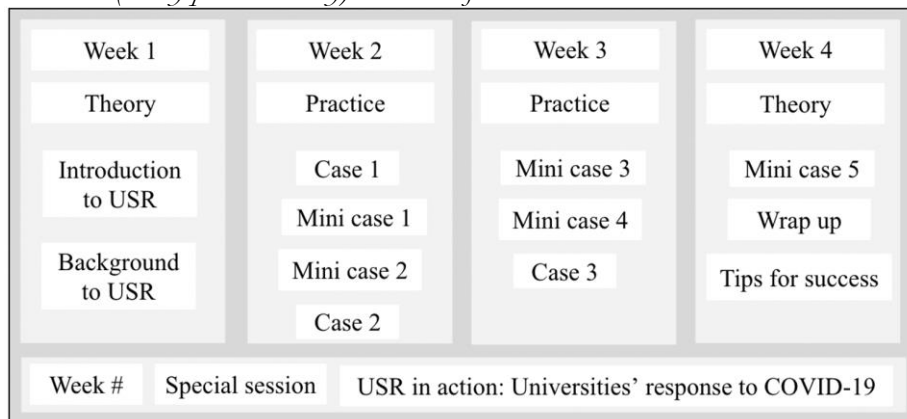 Week 1
Theory
Introduction
to USR
Background
to USR
Week 2
Practice
Case 1
Mini case 1
Mini case 2
Case 2
Week 3
Practice
Mini case 3
Mini case 4
Case 3
Week 4
Theory
Mini case 5
Wrap up
Tips for success
Week # Special session USR in action: Universities’ response to COVID-19